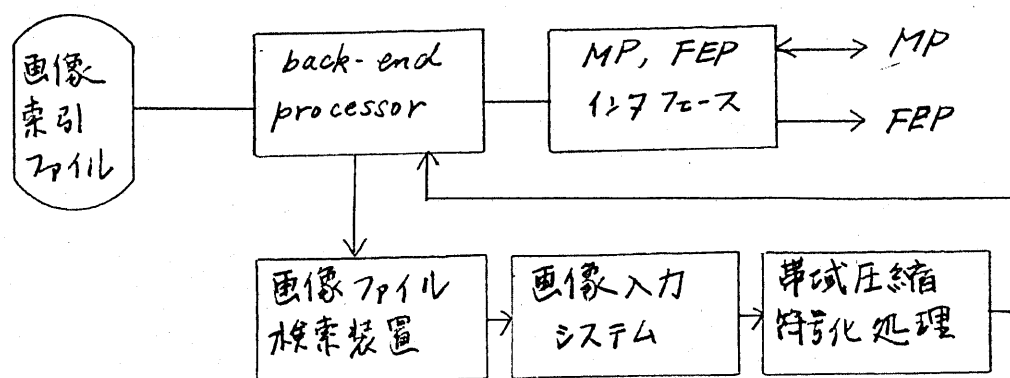 画像
索引
ファイル
back-end
processor
MP, FEP
インタフェース
MP
FEP
画像ファイル
検索装置
画像入力
システム
帯域圧縮
符号化処理